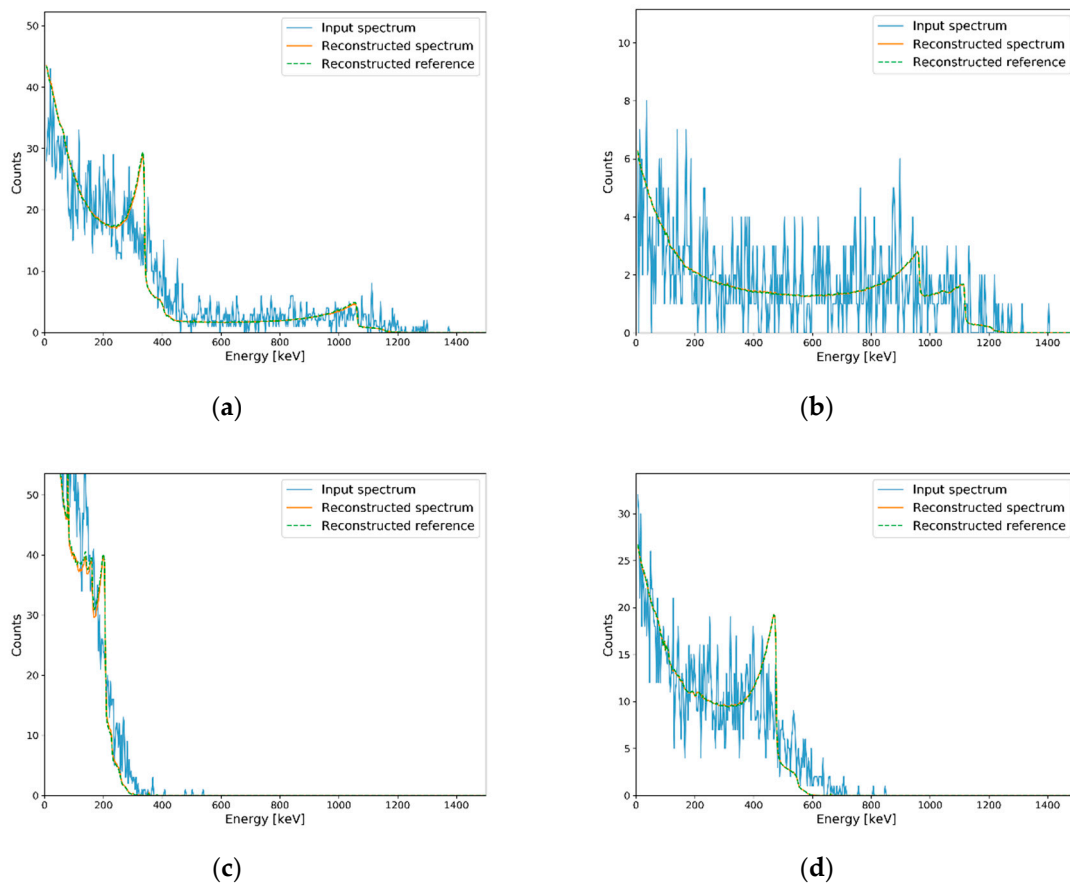 50
40
30
20
10
0
Counts
Input spectrum
Reconstructed spectrum
Reconstructed reference
0 200 400 600 800 1000 1200 1400
Energy [keV]
(a)
10
8
6
4
2
0
Counts
Input spectrum
Reconstructed spectrum
Reconstructed reference
0 200 400 600 800 1000 1200 1400
Energy [keV]
(b)
50
40
30
20
10
0
Counts
Input spectrum
Reconstructed spectrum
Reconstructed reference
0 200 400 600 800 1000 1200 1400
Energy [keV]
(c)
30
25
20
15
10
5
0
Counts
Input spectrum
Reconstructed spectrum
Reconstructed reference
0 200 400 600 800 1000 1200 1400
Energy [keV]
(d)